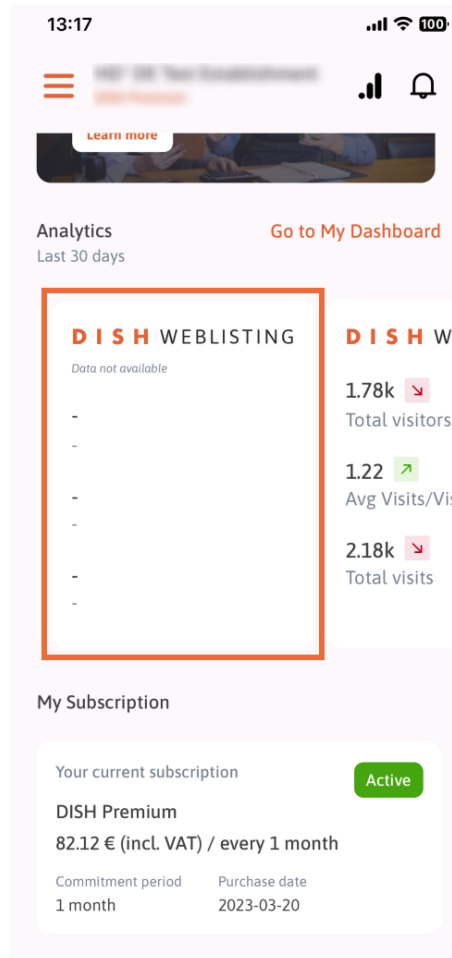 13:17
100
Learn more
Analytics
Go to My Dashboard
Last 30 days
DISH WEBLISTING
Data not available
-
-
-
-
-
-
DISH W
1.78k
Total visitors
1.22
Avg Visits/Vis
2.18k
Total visits
My Subscription
Your current subscription
Active
DISH Premium
82.12 € (incl. VAT) / every 1 month
Commitment period
Purchase date
1 month
2023-03-20